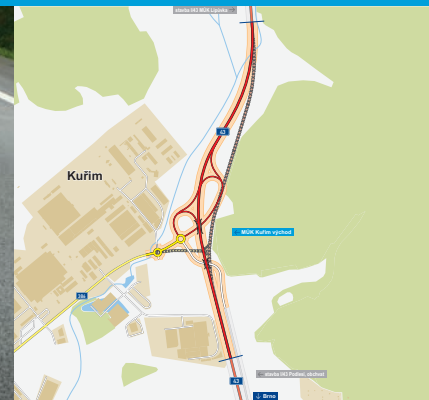 stavba I/43 MÚK Lipůvka
43
Kuřim
MÚK Kuřim východ
386
stavba I/43 Podlesí, obchvat
43
Brno